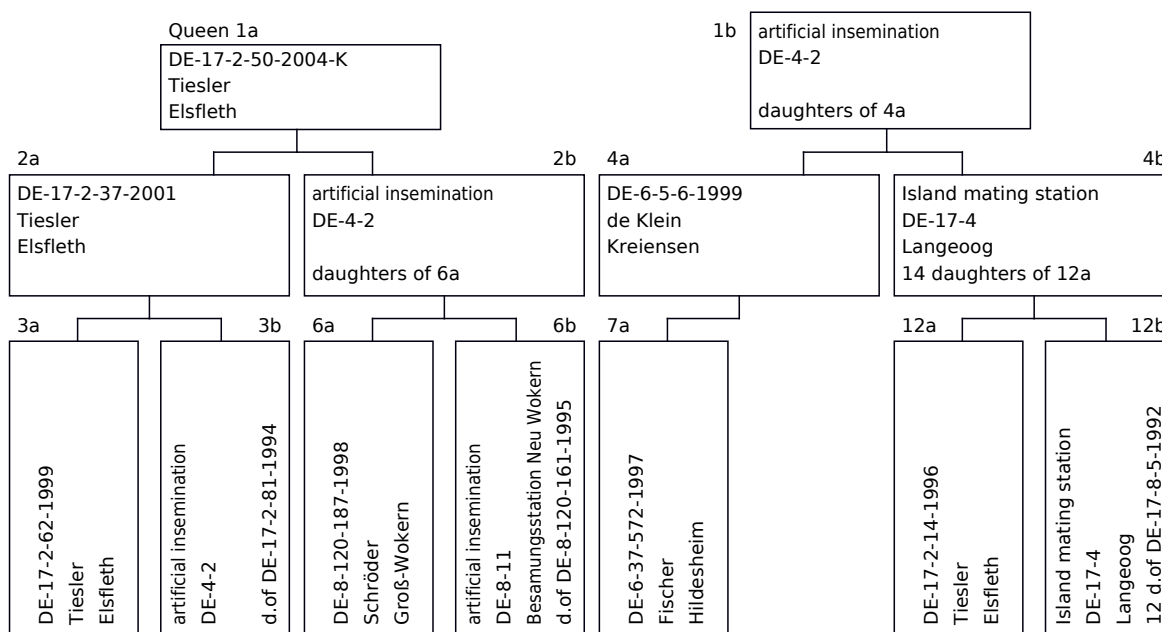 Queen 1a
DE-17-2-50-2004-K
Tiesler
Elsfleth
1b
artificial insemination
DE-4-2
daughters of 4a
2a
DE-17-2-37-2001
Tiesler
Elsfleth
2b
artificial insemination
DE-4-2
daughters of 6a
4a
DE-6-5-6-1999
de Klein
Kreiensen
4b
Island mating station
DE-17-4
Langeoog
14 daughters of 12a
3a
DE-17-2-62-1999
Tiesler
Elsfleth
3b
artificial insemination
DE-4-2
d.of DE-17-2-81-1994
6a
DE-8-120-187-1998
Schröder
Groß-Wokern
6b
artificial insemination
DE-8-11
Besamungsstation Neu Wokern
d.of DE-8-120-161-1995
7a
DE-6-37-572-1997
Fischer
Hildesheim
12a
DE-17-2-14-1996
Tiesler
Elsfleth
12b
Island mating station
DE-17-4
Langeoog
12 d.of DE-17-8-5-1992